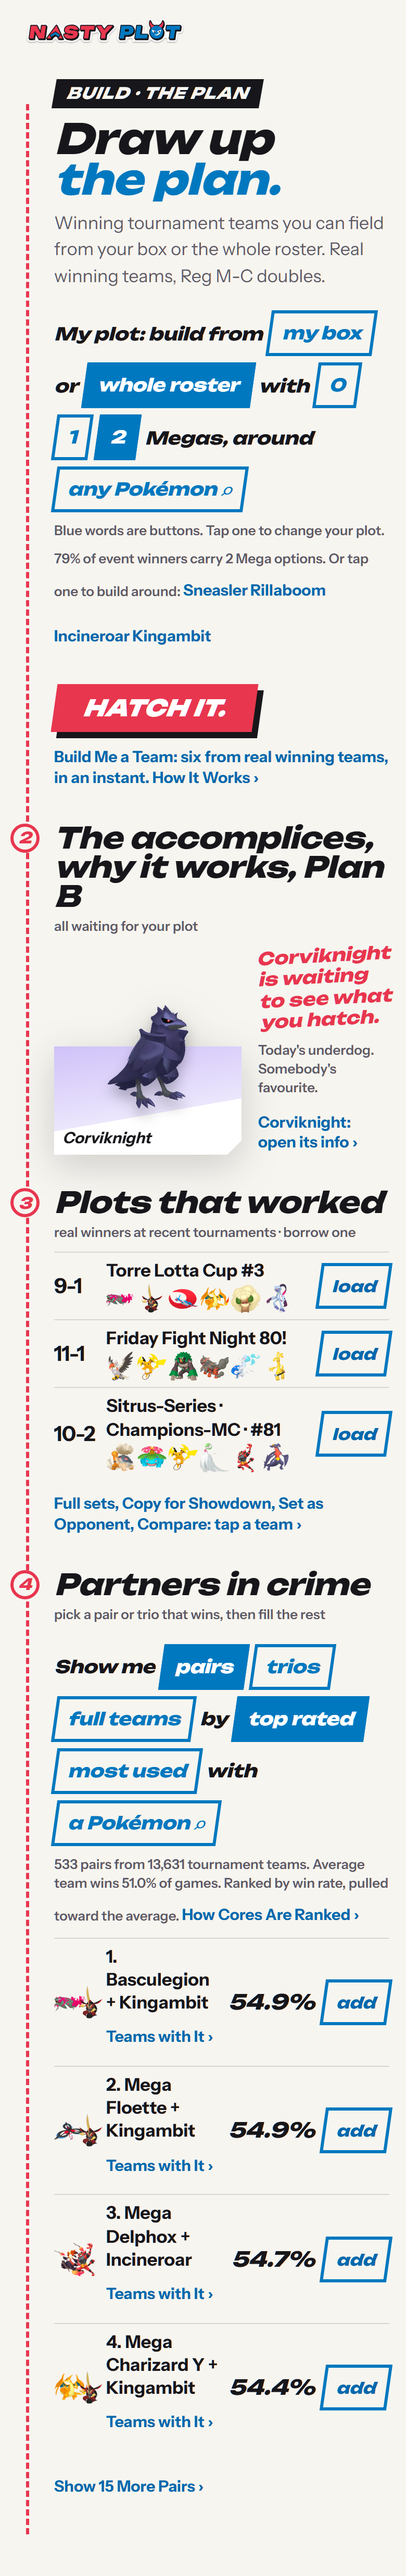 NASTY PLOT
BUILD · THE PLAN
Draw up
the plan.
Winning tournament teams you can field
from your box or the whole roster. Real
winning teams, Reg M-C doubles.
My plot: build from my box
or whole roster with 0
1 2 Megas, around
any Pokémon
Blue words are buttons. Tap one to change your plot.
79% of event winners carry 2 Mega options. Or tap
one to build around: Sneasler Rillaboom
Incineroar Kingambit
HATCH IT.
Build Me a Team: six from real winning teams,
in an instant. How It Works ›
2
The accomplices,
why it works, Plan
B
all waiting for your plot
Corviknight
is waiting
to see what
you hatch.
Today's underdog.
Somebody's
favourite.
Corviknight:
open its info ›
Corviknight
3
Plots that worked
real winners at recent tournaments · borrow one
9-1
Torre Lotta Cup #3
load
11-1
Friday Fight Night 80!
load
10-2
Sitrus-Series ·
Champions-MC · #81
load
Full sets, Copy for Showdown, Set as
Opponent, Compare: tap a team ›
4
Partners in crime
pick a pair or trio that wins, then fill the rest
Show me pairs trios
full teams by top rated
most used with
a Pokémon
533 pairs from 13,631 tournament teams. Average
team wins 51.0% of games. Ranked by win rate, pulled
toward the average. How Cores Are Ranked ›
1.
Basculegion
+ Kingambit
54.9% add
Teams with It ›
2. Mega
Floette +
Kingambit
54.9% add
Teams with It ›
3. Mega
Delphox +
Incineroar
54.7% add
Teams with It ›
4. Mega
Charizard Y +
Kingambit
54.4% add
Teams with It ›
Show 15 More Pairs ›